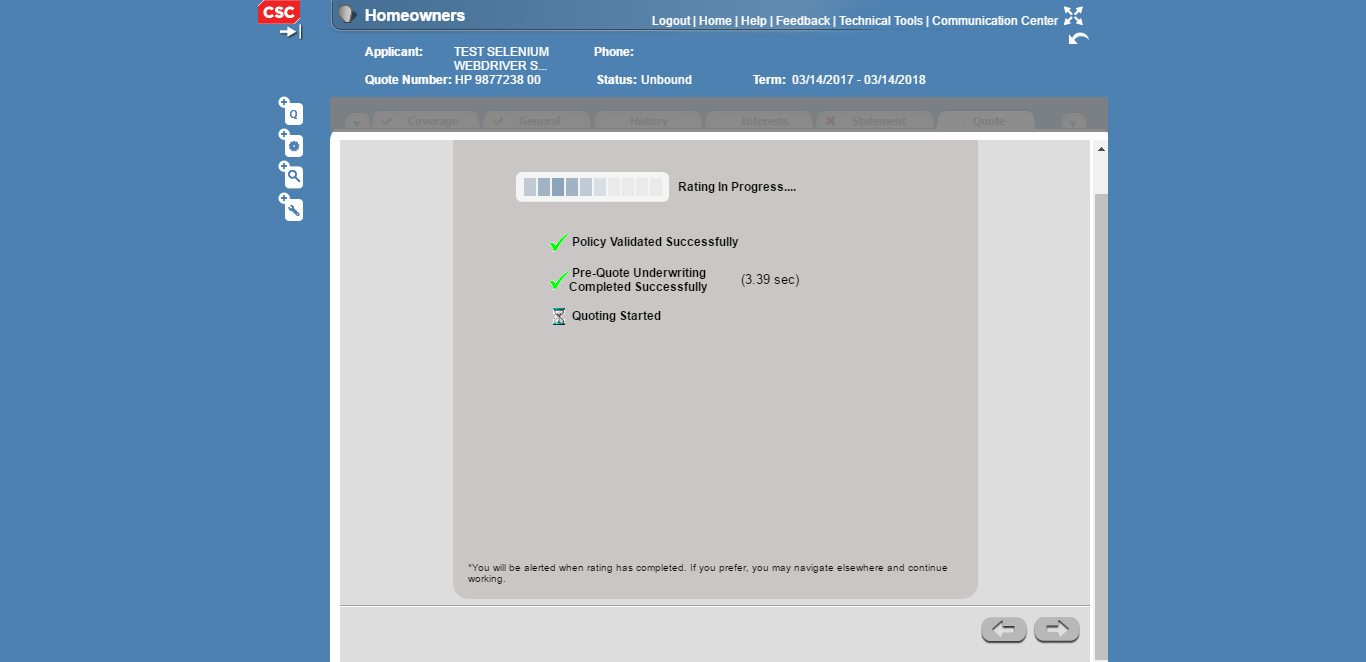 CSC
Homeowners
Logout | Home | Help | Feedback | Technical Tools | Communication Center
Applicant: TEST SELENIUM WEBDRIVER S... Phone:
Quote Number: HP 9877238 00 Status: Unbound Term: 03/14/2017 - 03/14/2018
Q
Coverage General History Interests Statement Quote
Rating In Progress....
Policy Validated Successfully
Pre-Quote Underwriting
Completed Successfully (3.39 sec)
Quoting Started
*You will be alerted when rating has completed. If you prefer, you may navigate elsewhere and continue
working.